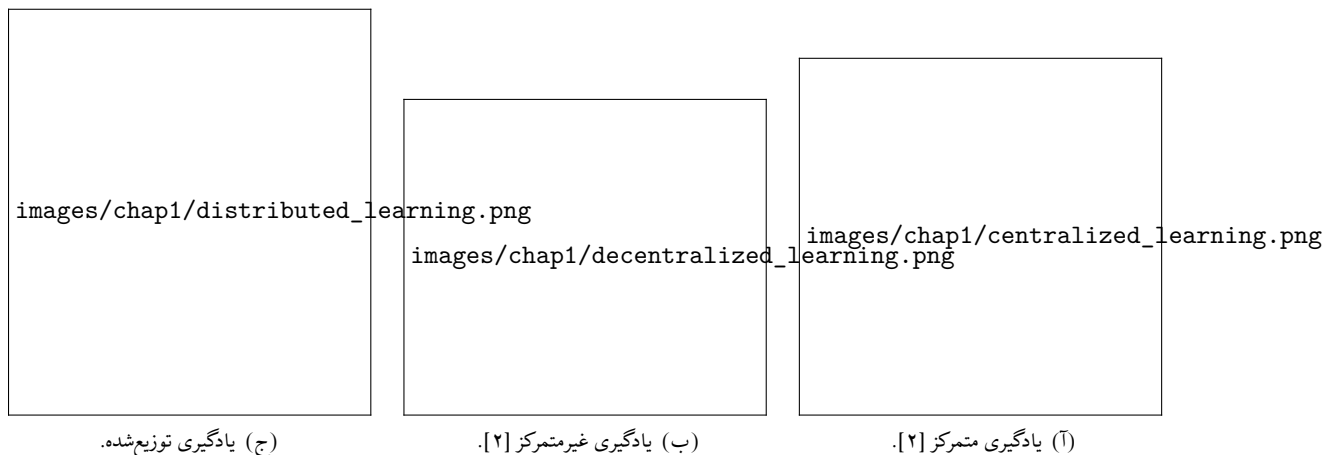 images/chap1/centralized_learning.png
images/chap1/decentralized_learning.png
images/chap1/distributed_learning.png
(آ) یادگیری متمرکز [۲].
(ب) یادگیری غیرمتمرکز [۲].
(ج) یادگیری توزیع‌شده.